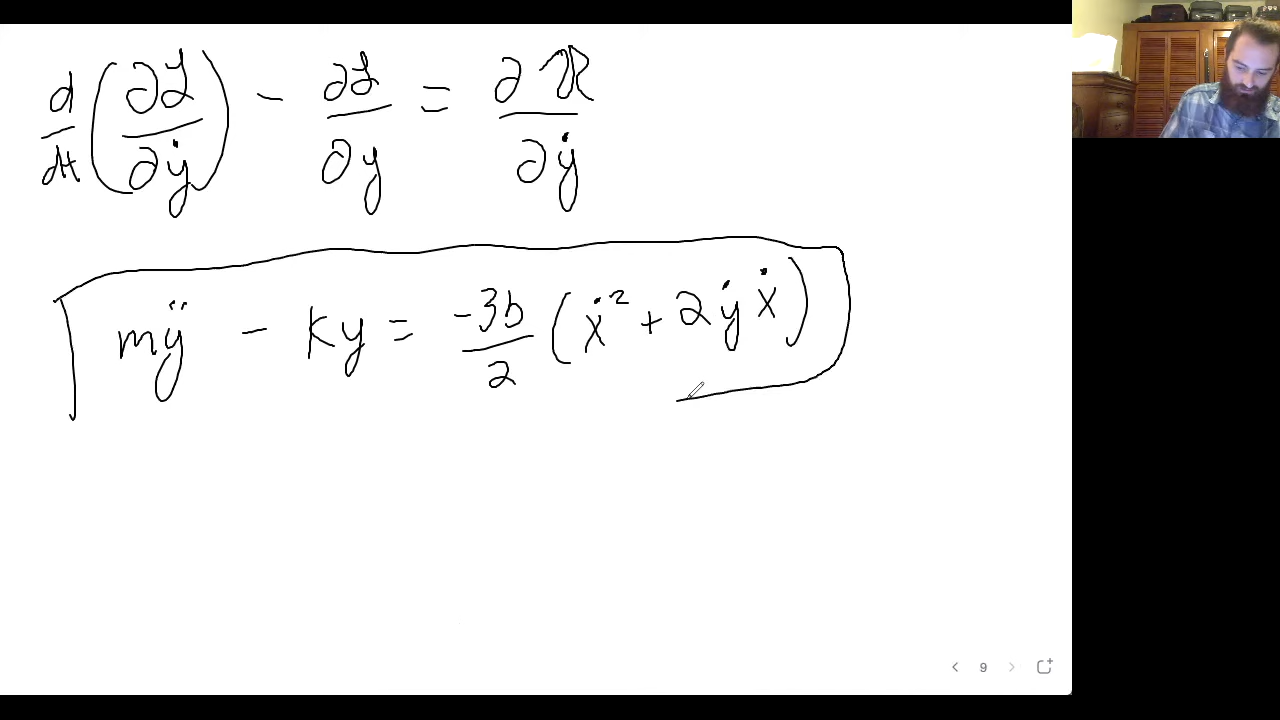 d/dt (∂ℒ/∂ẏ) − ∂ℒ/∂y = ∂ℛ/∂ẏ
mÿ − ky = -3b/2 (ẋ² + 2ẏẋ)
9